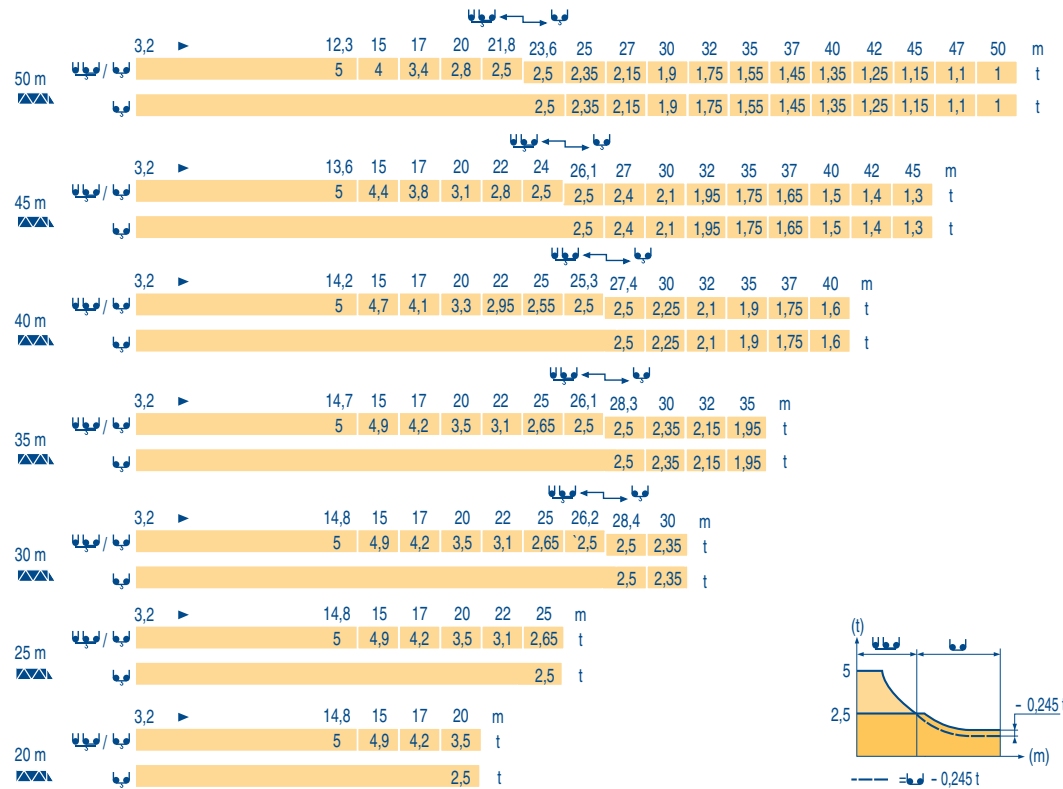 3,2 ► 12,3 15 17 20 21,8 23,6 25 27 30 32 35 37 40 42 45 47 50 m
50 m / 5 4 3,4 2,8 2,5 2,5 2,35 2,15 1,9 1,75 1,55 1,45 1,35 1,25 1,15 1,1 1 t
2,5 2,35 2,15 1,9 1,75 1,55 1,45 1,35 1,25 1,15 1,1 1 t
3,2 ► 13,6 15 17 20 22 24 26,1 27 30 32 35 37 40 42 45 m
45 m / 5 4,4 3,8 3,1 2,8 2,5 2,5 2,4 2,1 1,95 1,75 1,65 1,5 1,4 1,3 t
2,5 2,4 2,1 1,95 1,75 1,65 1,5 1,4 1,3 t
3,2 ► 14,2 15 17 20 22 25 25,3 27,4 30 32 35 37 40 m
40 m / 5 4,7 4,1 3,3 2,95 2,55 2,5 2,5 2,25 2,1 1,9 1,75 1,6 t
2,5 2,25 2,1 1,9 1,75 1,6 t
3,2 ► 14,7 15 17 20 22 25 26,1 28,3 30 32 35 m
35 m / 5 4,9 4,2 3,5 3,1 2,65 2,5 2,5 2,35 2,15 1,95 t
2,5 2,35 2,15 1,95 t
3,2 ► 14,8 15 17 20 22 25 26,2 28,4 30 m
30 m / 5 4,9 4,2 3,5 3,1 2,65 `2,5 2,5 2,35 t
2,5 2,35 t
3,2 ► 14,8 15 17 20 22 25 m
25 m / 5 4,9 4,2 3,5 3,1 2,65 t
2,5 t
3,2 ► 14,8 15 17 20 m
20 m / 5 4,9 4,2 3,5 t
2,5 t
(t)
5
2,5
- 0,245 t
(m)
= - 0,245 t